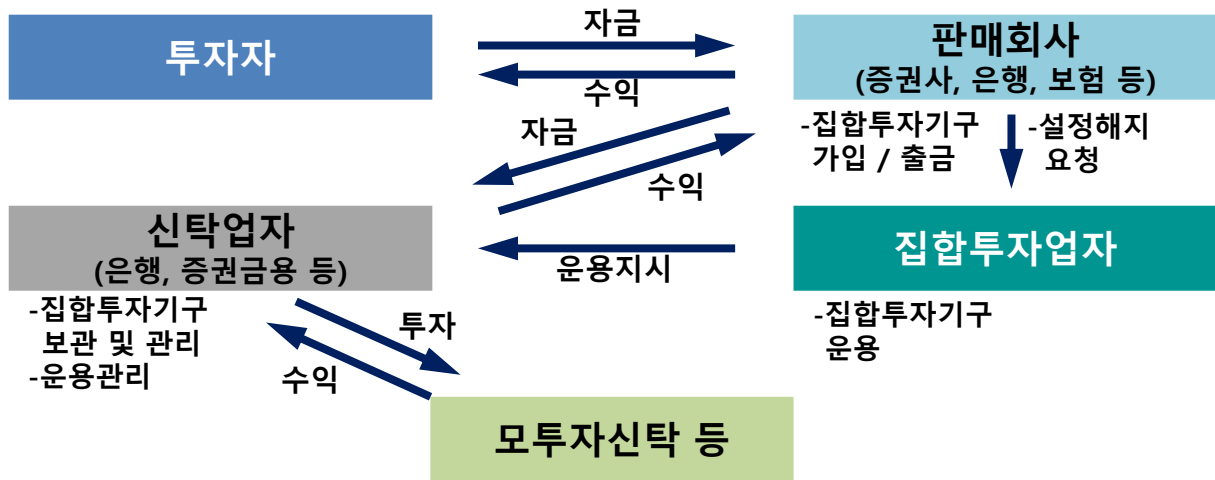 투자자
자금
수익
판매회사
(증권사, 은행, 보험 등)
-집합투자기구
가입 / 출금
-설정해지
요청
자금
수익
신탁업자
(은행, 증권금용 등)
-집합투자기구
보관 및 관리
-운용관리
운용지시
집합투자업자
-집합투자기구
운용
투자
수익
모투자신탁 등